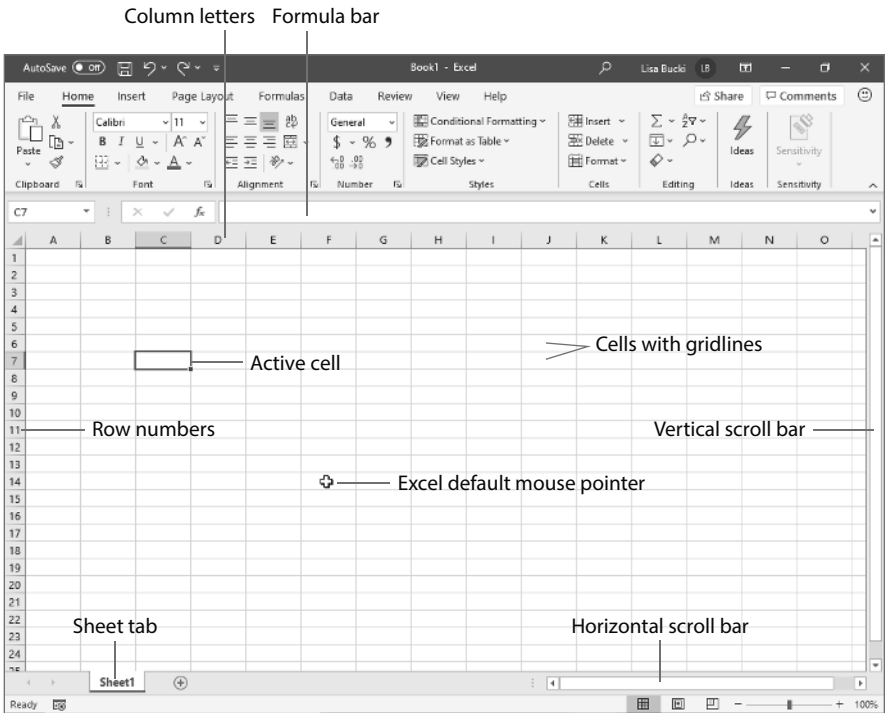 Column letters Formula bar
AutoSave Off Book1 - Excel Lisa Bucki LB
File Home Insert Page Layout Formulas Data Review View Help Share Comments
Calibri 11 General Conditional Formatting Insert
Paste B I U A A A $ % 9 Format as Table Delete Ideas Sensitivity
Cell Styles Format
Clipboard Font Alignment Number Styles Cells Editing Ideas Sensitivity
C7 fx
A B C D E F G H I J K L M N O
1
2
3
4
5
6 Cells with gridlines
7 Active cell
8
9
10
11 Row numbers Vertical scroll bar
12
13
14 Excel default mouse pointer
15
16
17
18
19
20
21
22 Sheet tab Horizontal scroll bar
23
24
25
Sheet1
Ready 100%